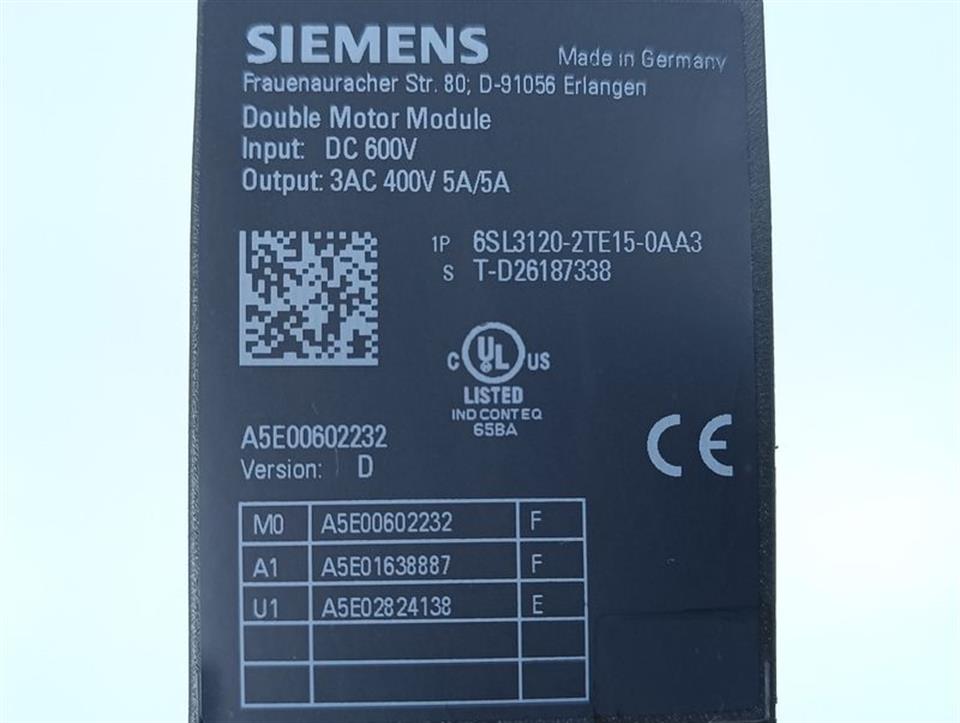 SIEMENS Made in Germany
Frauenauracher Str. 80; D-91056 Erlangen
Double Motor Module
Input: DC 600V
Output: 3AC 400V 5A/5A
1P 6SL3120-2TE15-0AA3
S T-D26187338
C UL US
LISTED
IND CONT EQ
65BA
CE
A5E00602232
Version: D
M0 A5E00602232 F
A1 A5E01638887 F
U1 A5E02824138 E